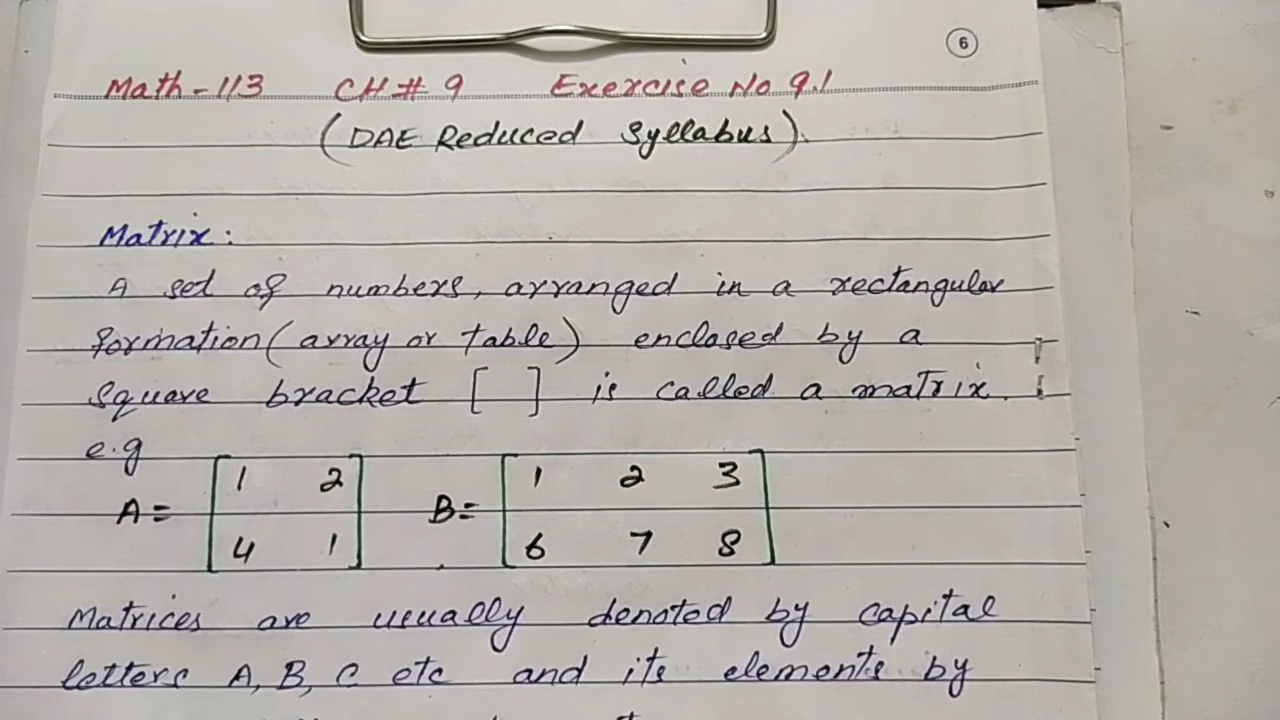 6
Math-113 CH # 9 Exercise No 9.1
(DAE Reduced Syllabus).
Matrix:
A set of numbers, arranged in a rectangular
formation (array or table) enclosed by a
square bracket [ ] is called a matrix.
e.g
A = [1 2
4 1]
B = [1 2 3
6 7 8]
Matrices are usually denoted by capital
letters A, B, C etc and its elements by